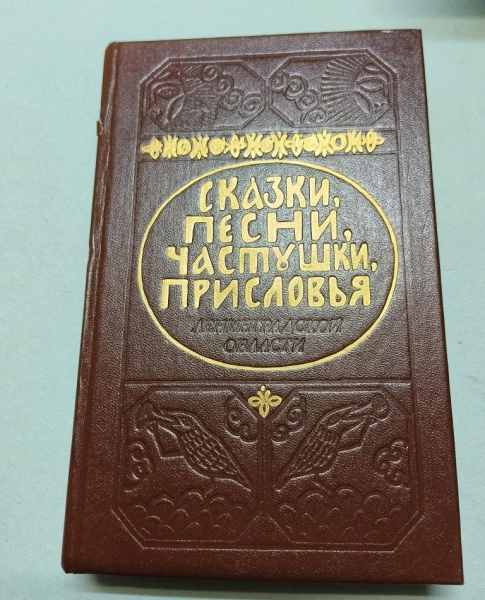 СКАЗКИ,
ПЕСНИ,
ЧАСТУШКИ,
ПРИСЛОВЬЯ
ЛЕНИНГРАДСКОЙ
ОБЛАСТИ